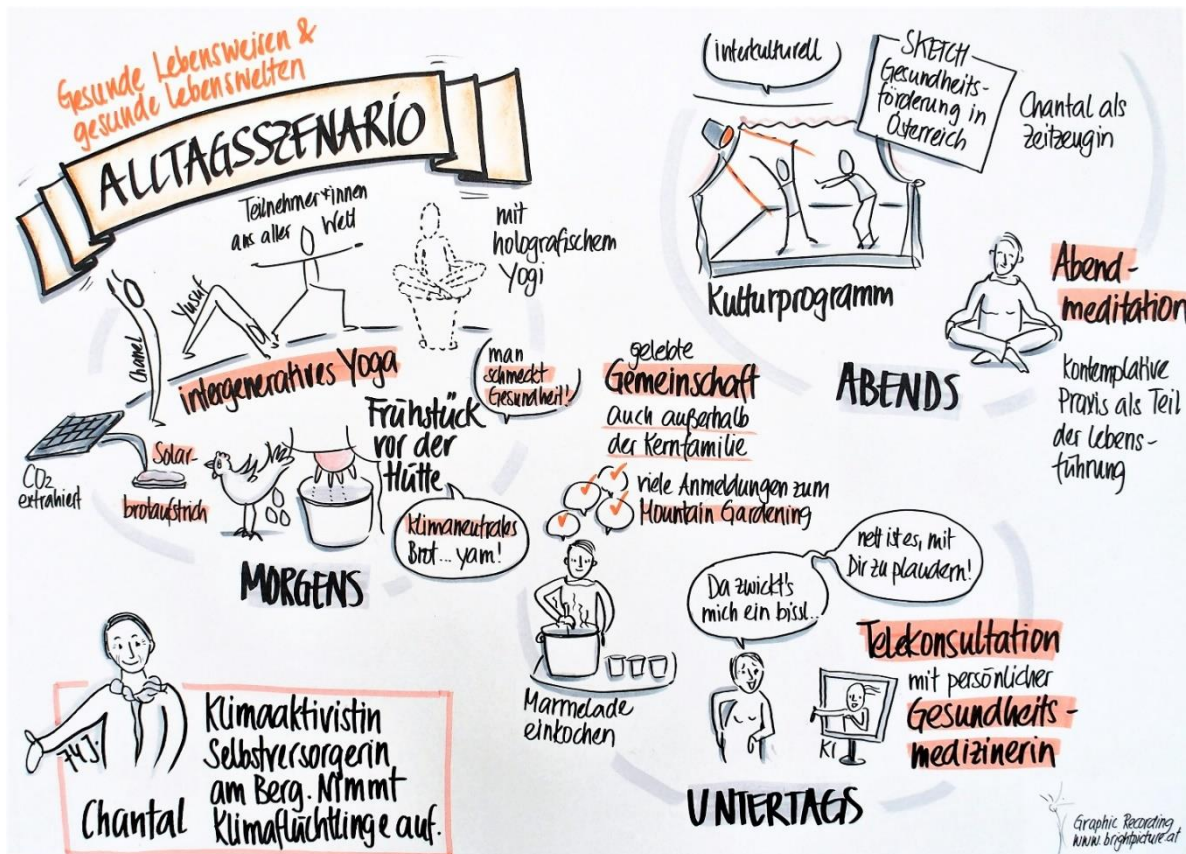 Gesunde Lebensweisen &
gesunde Lebenswelten
ALLTAGSSZENARIO
Teilnehmer*innen
aus aller Welt
mit
holografischem
Yogi
Chanel
Yusuf
intergeneratives Yoga
CO₂
extrahiert
Solar-
brotaufstrich
Frühstück
vor der
Hütte
man
schmeckt
Gesundheit!
klimaneutrales
Brot... yam!
MORGENS
74 J.
Chantal
Klimaaktivistin
Selbstversorgerin
am Berg. Nimmt
Klimaflüchtlinge auf.
gelebte
Gemeinschaft
auch außerhalb
der Kernfamilie
viele Anmeldungen zum
Mountain Gardening
Marmelade
einkochen
Da zwickt's
mich ein bissl...
nett ist es, mit
Dir zu plaudern!
KI
Telekonsultation
mit persönlicher
Gesundheits-
medizinerin
UNTERTAGS
interkulturell
SKETCH
Gesundheits-
förderung in
Österreich
Chantal als
Zeitzeugin
Kulturprogramm
Abend-
meditation
Kontemplative
Praxis als Teil
der Lebens-
führung
ABENDS
Graphic Recording
www.brightpicture.at